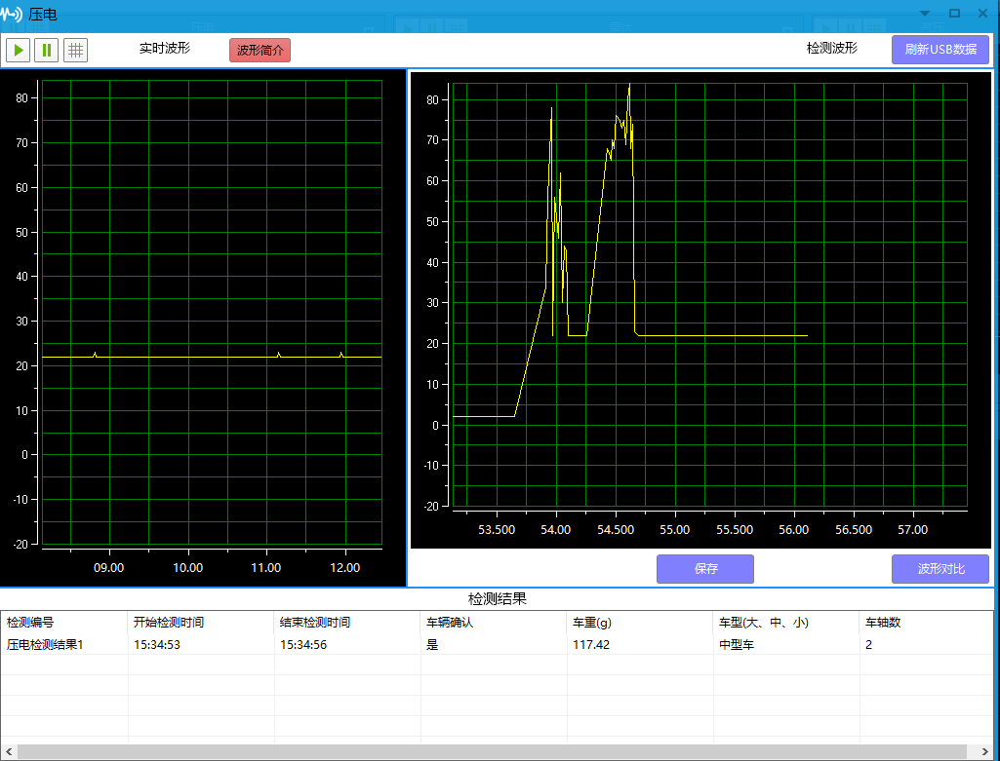 压电
实时波形
波形简介
检测波形
刷新USB数据
80
70
60
50
40
30
20
10
0
-10
-20
09.00 10.00 11.00 12.00
80
70
60
50
40
30
20
10
0
-10
-20
53.500 54.00 54.500 55.00 55.500 56.00 56.500 57.00
保存
波形对比
检测结果
检测编号 开始检测时间 结束检测时间 车辆确认 车重(g) 车型(大、中、小) 车轴数
压电检测结果1 15:34:53 15:34:56 是 117.42 中型车 2